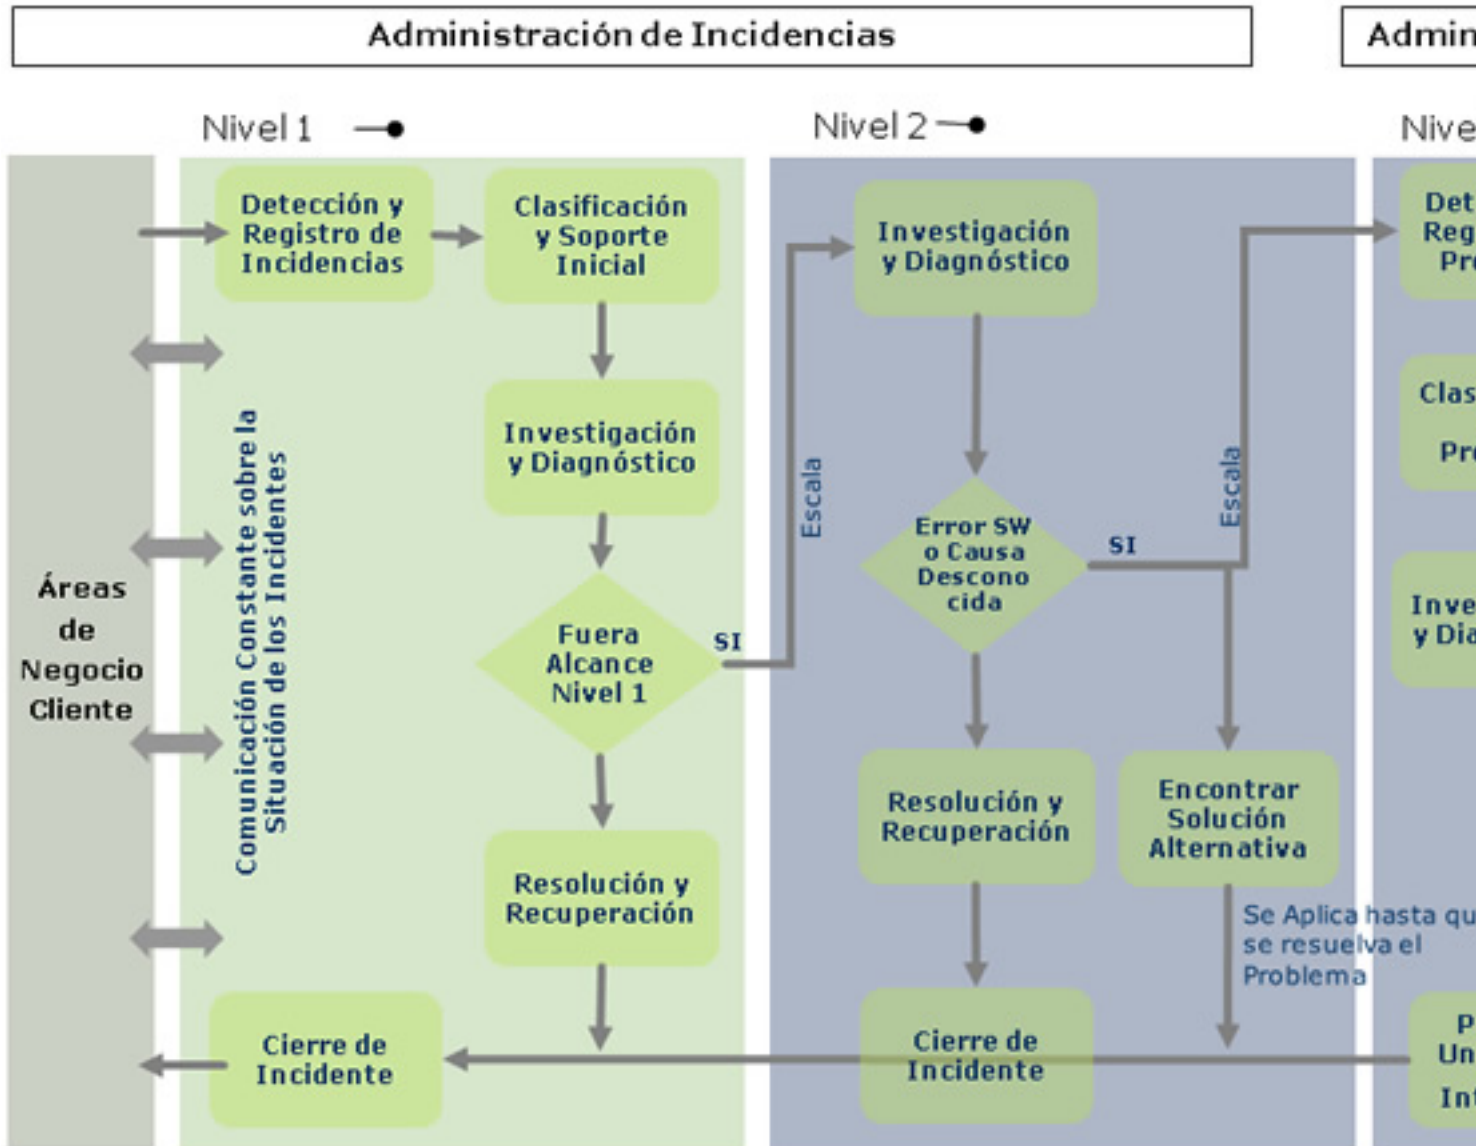 Administración de Incidencias
Nivel 1
Nivel 2
Áreas
de
Negocio
Cliente
Detección y
Registro de
Incidencias
Clasificación
y Soporte
Inicial
Comunicación Constante sobre la
Situación de los Incidentes
Investigación
y Diagnóstico
Fuera
Alcance
Nivel 1
SI
Escala
Resolución y
Recuperación
Cierre de
Incidente
Investigación
y Diagnóstico
Error SW
o Causa
Descono
cida
SI
Escala
Resolución y
Recuperación
Encontrar
Solución
Alternativa
Se Aplica hasta
se resuelva el
Problema
Cierre de
Incidente
y